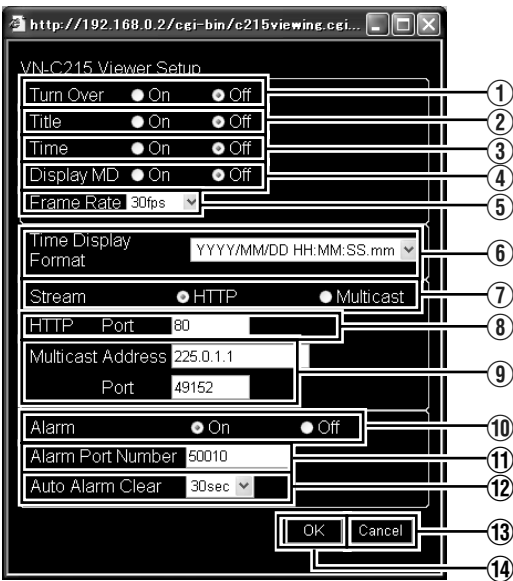 http://192.168.0.2/cgi-bin/c215viewing.cgi...
VN-C215 Viewer Setup
Turn Over On Off ①
Title On Off ②
Time On Off ③
Display MD On Off ④
Frame Rate 30fps ⑤
Time Display Format YYYY/MM/DD HH:MM:SS.mm ⑥
Stream HTTP Multicast ⑦
HTTP Port 80 ⑧
Multicast Address 225.0.1.1
Port 49152 ⑨
Alarm On Off ⑩
Alarm Port Number 50010 ⑪
Auto Alarm Clear 30sec ⑫
OK Cancel ⑬
⑭